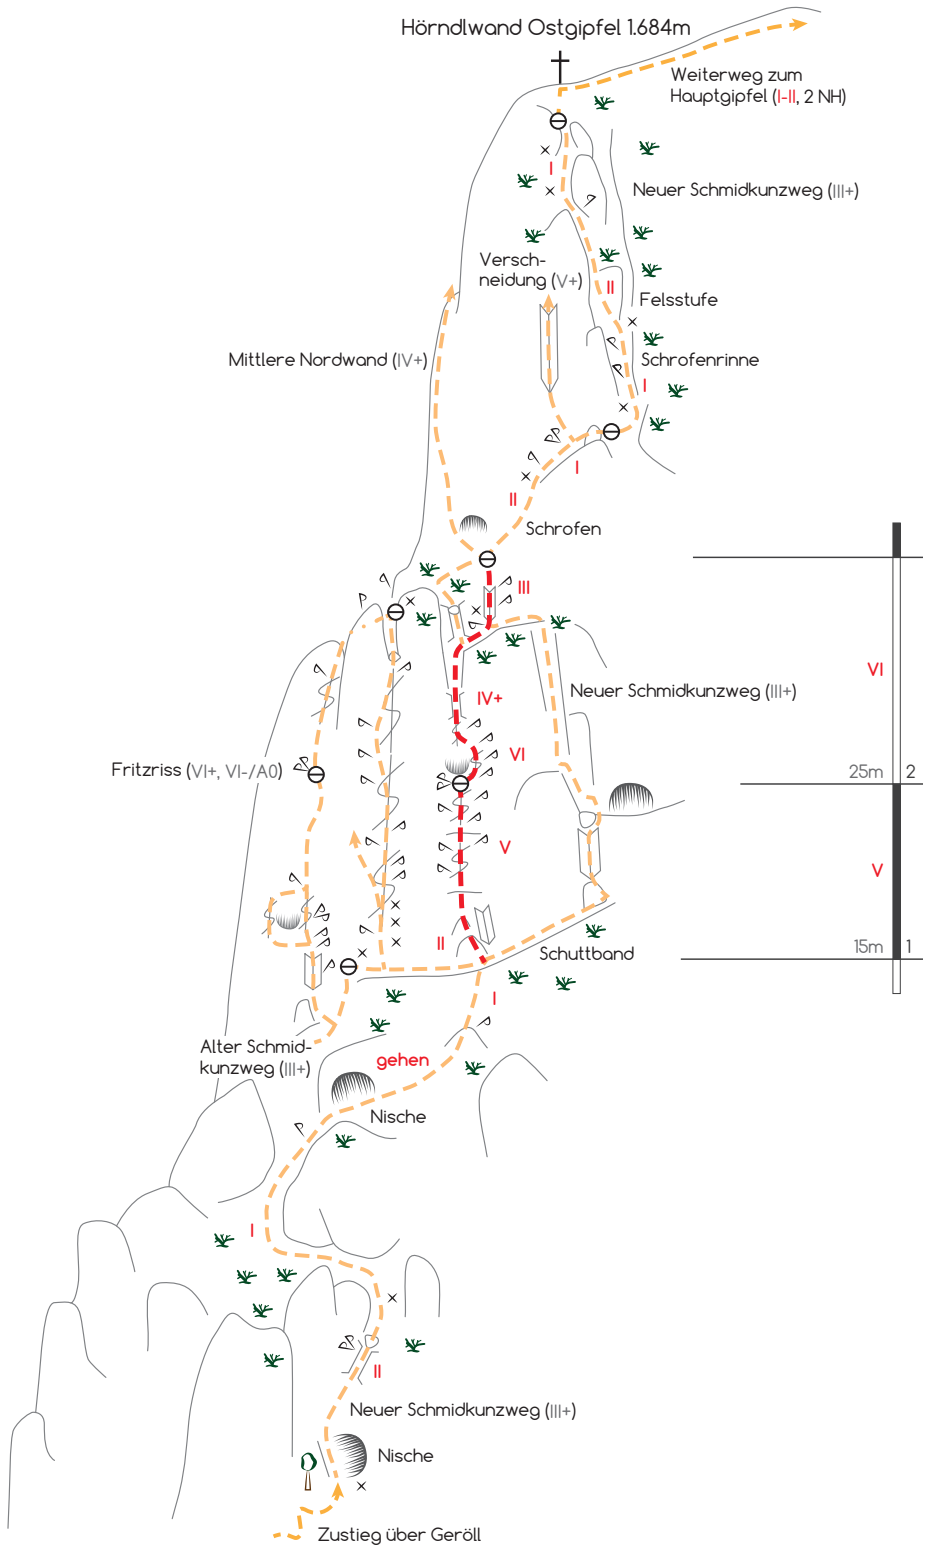 Hörndlwand Ostgipfel 1.684m
Weiterweg zum
Hauptgipfel (I-II, 2 NH)
I
Neuer Schmidkunzweg (III+)
Versch-
neidung (V+)
II
Felsstufe
Mittlere Nordwand (IV+)
Schrofenrinne
I
I
II
Schrofen
III
VI
IV+
Neuer Schmidkunzweg (III+)
VI
Fritzriss (VI+, VI-/A0)
25m 2
V
V
II
Schuttband
15m 1
I
Alter Schmid-
kunzweg (III+)
gehen
Nische
I
II
Neuer Schmidkunzweg (III+)
Nische
Zustieg über Geröll